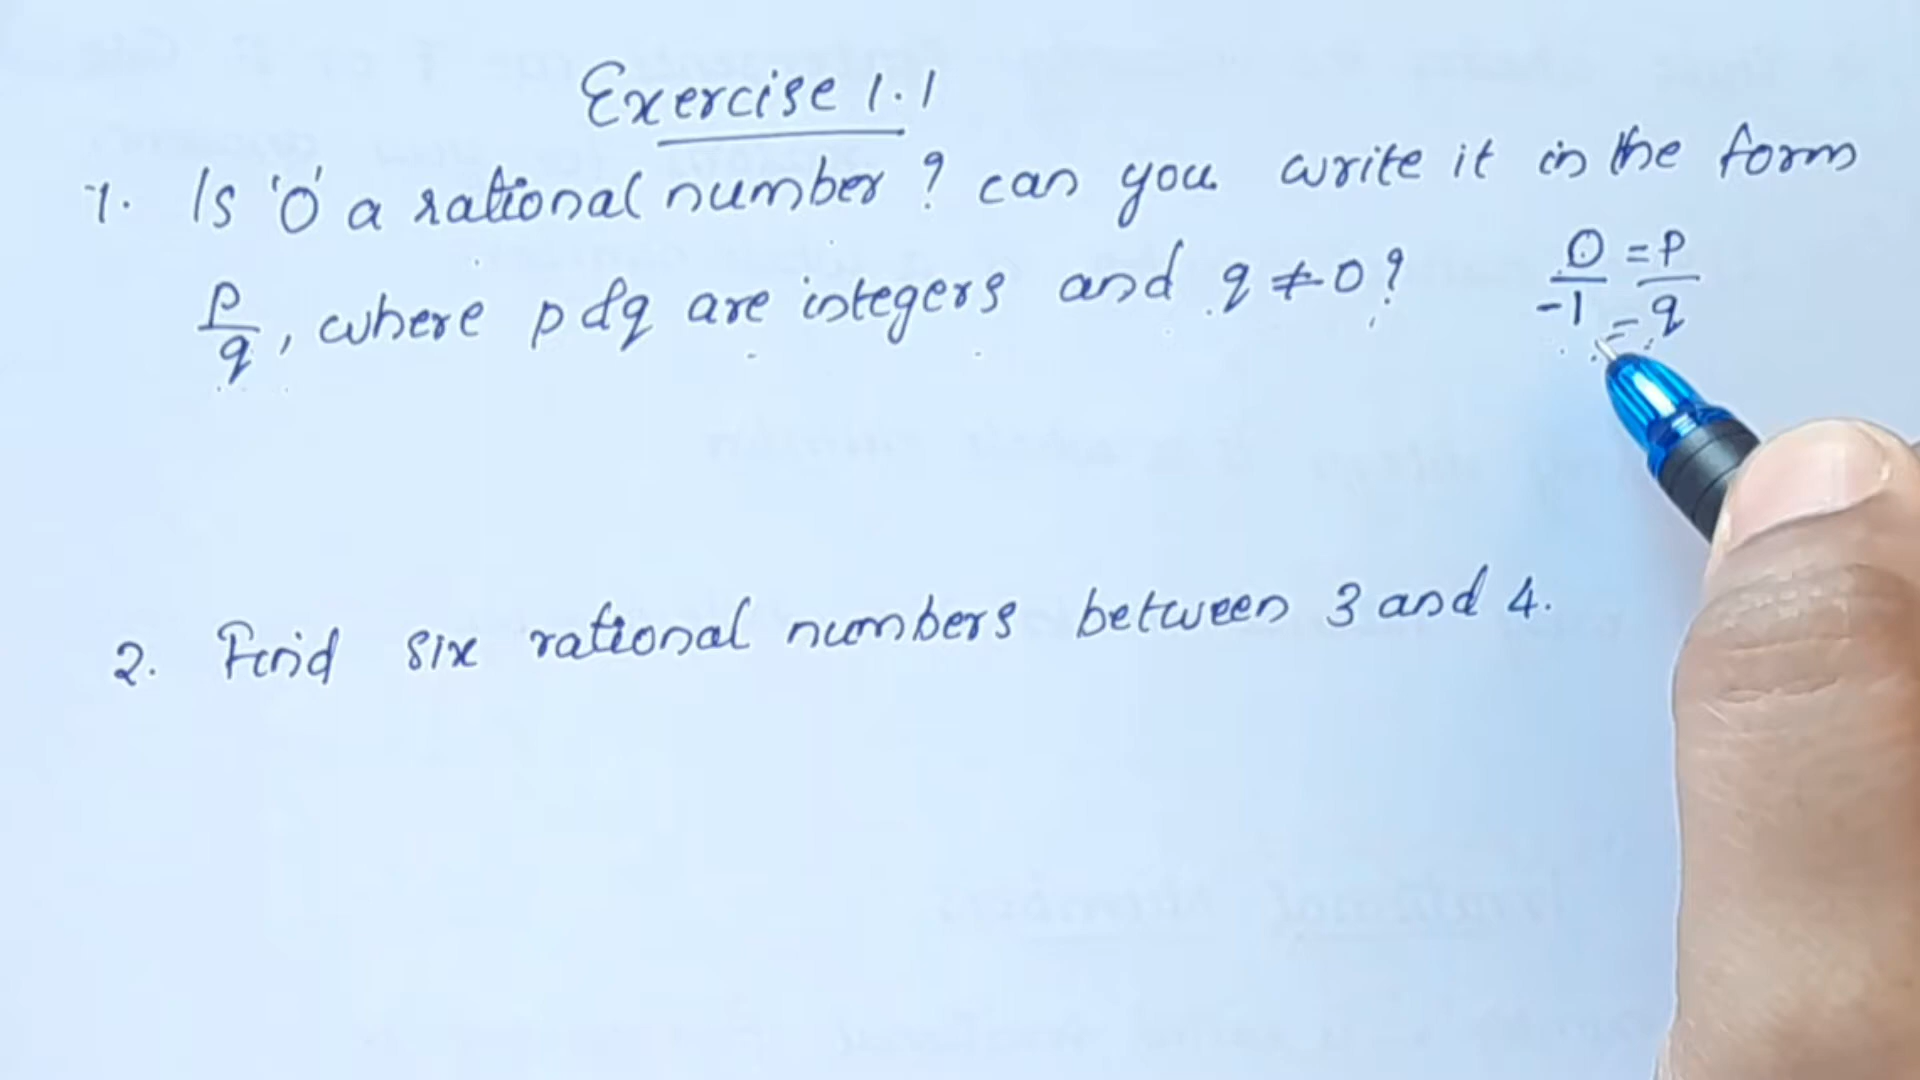 Exercise 1.1
1. Is '0' a rational number? can you write it in the form
p/q, where p & q are integers and q ≠ 0?
0/-1 = p/q
2. Find six rational numbers between 3 and 4.